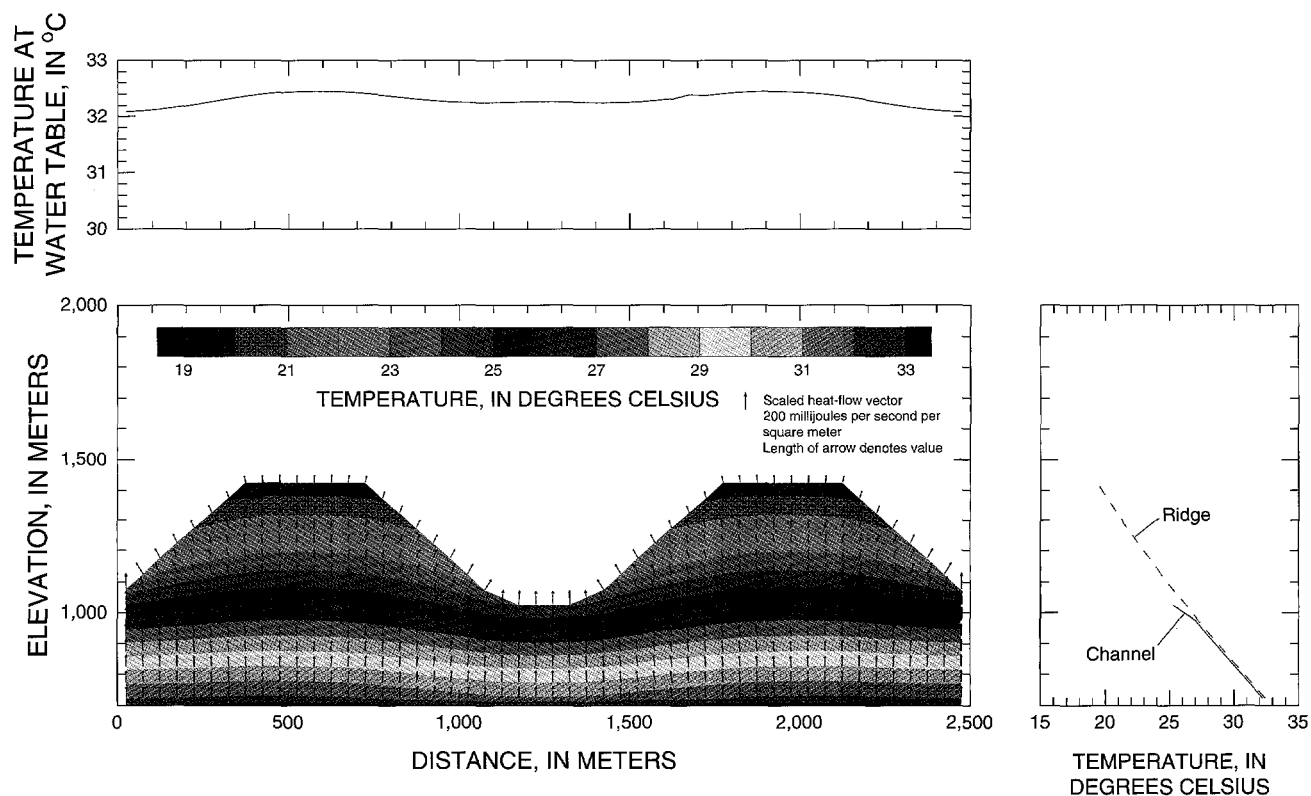 TEMPERATURE AT
WATER TABLE, IN °C
33
32
31
30
ELEVATION, IN METERS
2,000
1,500
1,000
19 21 23 25 27 29 31 33
TEMPERATURE, IN DEGREES CELSIUS
Scaled heat-flow vector
200 millijoules per second per
square meter
Length of arrow denotes value
0 500 1,000 1,500 2,000 2,500
DISTANCE, IN METERS
Ridge
Channel
15 20 25 30 35
TEMPERATURE, IN
DEGREES CELSIUS